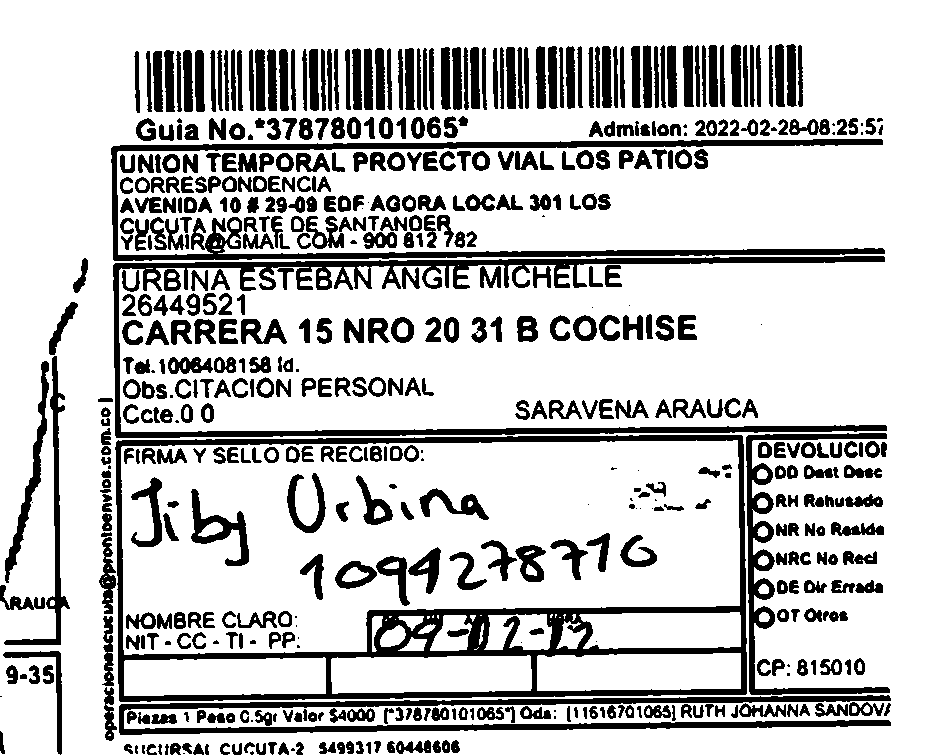 Guia No.*378780101065*
Admision: 2022-02-28-08:25:57
UNION TEMPORAL PROYECTO VIAL LOS PATIOS
CORRESPONDENCIA
AVENIDA 10 # 29-09 EDF AGORA LOCAL 301 LOS
CUCUTA NORTE DE SANTANDER
YEISMIR@GMAIL COM - 900 812 782
URBINA ESTEBAN ANGIE MICHELLE
26449521
CARRERA 15 NRO 20 31 B COCHISE
Tel.1006408158 Id.
Obs.CITACION PERSONAL
Ccte.0 0
SARAVENA ARAUCA
operacionescucuta@prontoenvios.com.co
FIRMA Y SELLO DE RECIBIDO:
Jiby Urbina
1094278710
NOMBRE CLARO:
NIT - CC - TI - PP:
DEVOLUCIO
DD Dest Desc
RH Rehusado
NR No Reside
NRC No Recl
DE Dir Errada
OT Otros
CP: 815010
ARAUCA
9-35
Piezas 1 Peso 0.5gr Valor $4000 [*378780101065*] Ods: [11616701065] RUTH JOHANNA SANDOVA
SUCURSAL CUCUTA-2 5499317 60448606